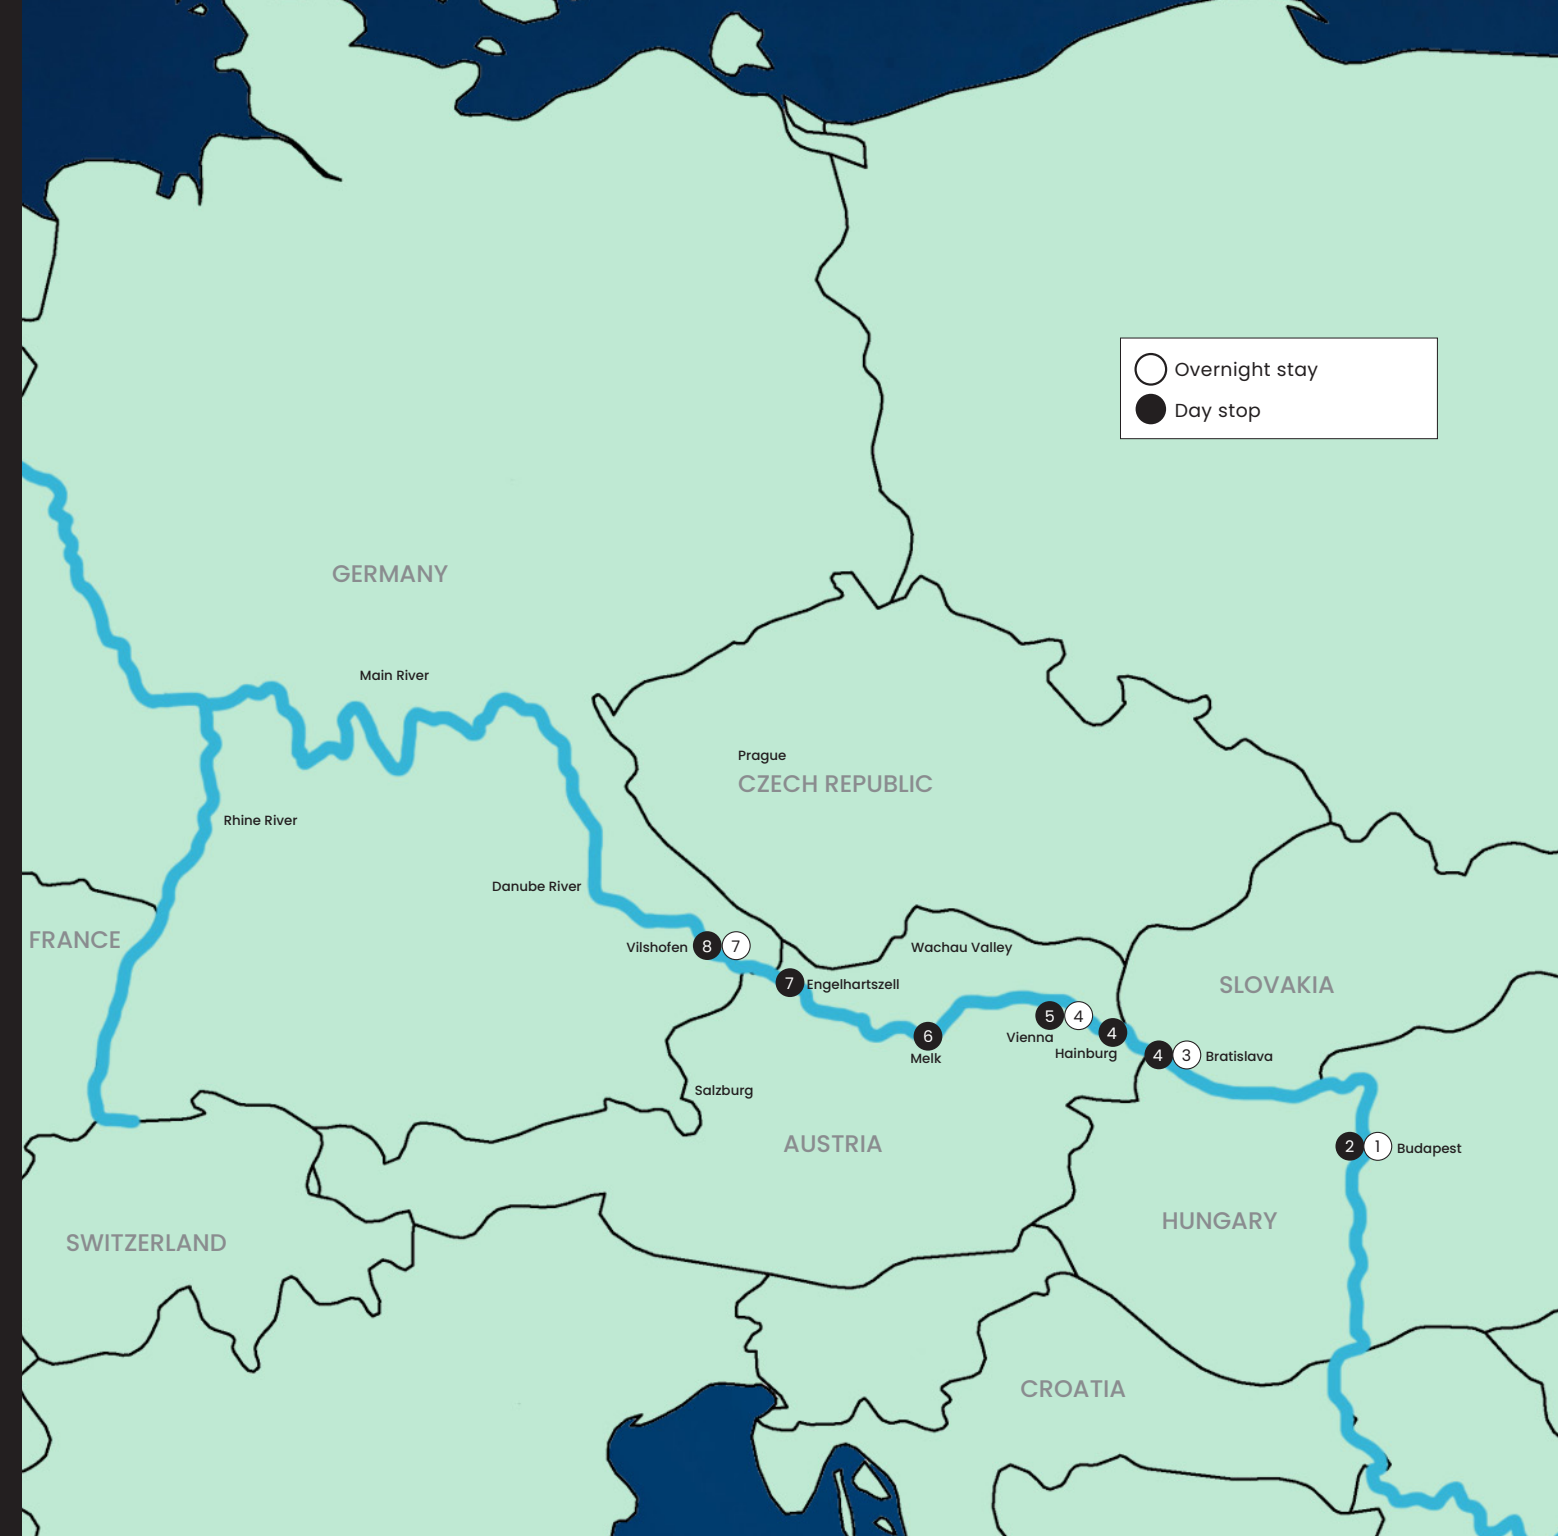 Overnight stay
Day stop
GERMANY
Main River
Prague
CZECH REPUBLIC
Rhine River
Danube River
FRANCE
Vilshofen 8 7
Wachau Valley
7 Engelhartszell
SLOVAKIA
5 4
Vienna
4
Hainburg
6
Melk
4 3 Bratislava
Salzburg
AUSTRIA
2 1 Budapest
HUNGARY
SWITZERLAND
CROATIA